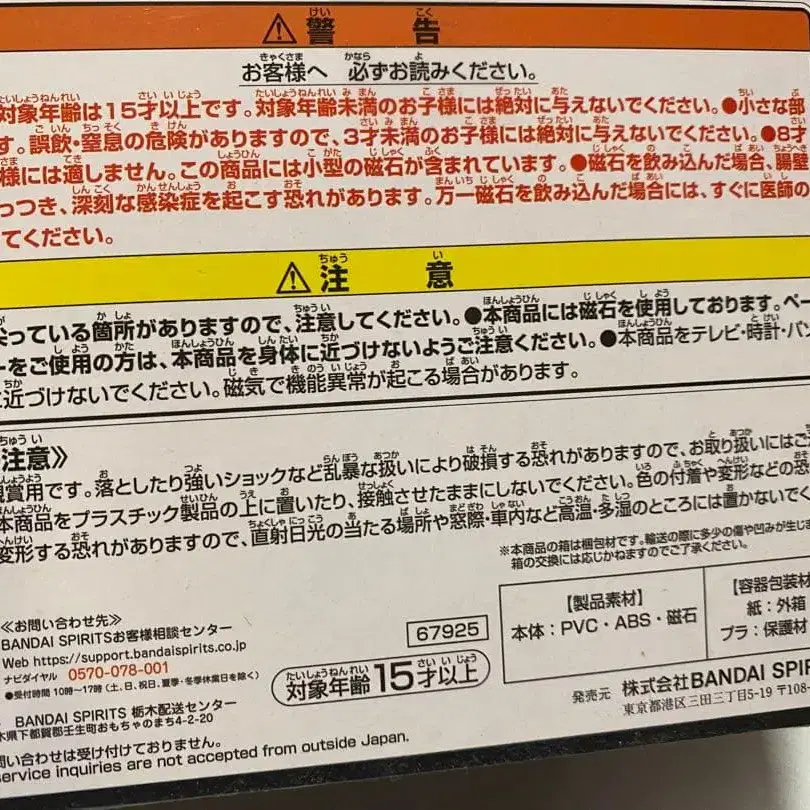 ⚠警告
お客様へ 必ずお読みください。
対象年齢は15才以上です。対象年齢未満のお子様には絶対に与えないでください。●小さな部
す。誤飲・窒息の危険がありますので、3才未満のお子様には絶対に与えないでください。●8才
様には適しません。この商品には小型の磁石が含まれています。●磁石を飲み込んだ場合、腸壁
っつき、深刻な感染症を起こす恐れがあります。万一磁石を飲み込んだ場合には、すぐに医師の
てください。
⚠注意
尖っている箇所がありますので、注意してください。●本商品には磁石を使用しております。ペー
ーをご使用の方は、本商品を身体に近づけないようご注意ください。●本商品をテレビ・時計・パソ
に近づけないでください。磁気で機能異常が起こる場合があります。
注意》
観賞用です。落としたり強いショックなど乱暴な扱いにより破損する恐れがありますので、お取り扱いにはご
本商品をプラスチック製品の上に置いたり、接触させたままにしないでください。色の付着や変形などの恐
変形する恐れがありますので、直射日光の当たる場所や窓際・車内など高温・多湿のところには置かないでく
※本商品の箱は梱包材です。輸送の際に多少の傷や凹みが生じま
箱の交換には応じかねますのでご了承ください。
≪お問い合わせ先≫
BANDAI SPIRITSお客様相談センター
Web https://support.bandaispirits.co.jp
ナビダイヤル 0570-078-001
●受付時間 10時～17時(土、日、祝日、夏季・冬季休業日を除く)
BANDAI SPIRITS 栃木配送センター
木県下都賀郡壬生町おもちゃのまち4-2-20
問い合わせは受け付けておりません。
service inquiries are not accepted from outside Japan.
67925
対象年齢15才以上
【製品素材】
本体：PVC・ABS・磁石
【容器包装材
紙：外箱
プラ：保護材
発売元 株式会社BANDAI SPIR
東京都港区三田三丁目5-19 〒108-